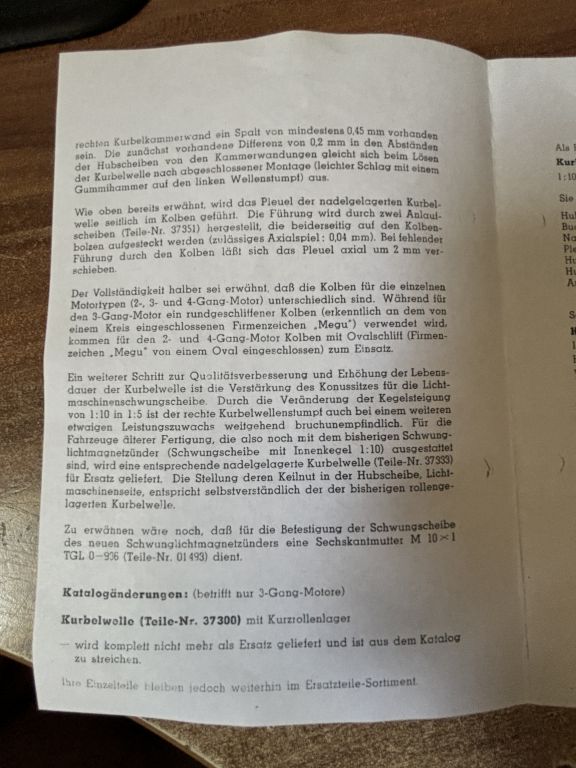 rechten Kurbelkammerwand ein Spalt von mindestens 0,45 mm vorhanden
sein. Die zunächst vorhandene Differenz von 0,2 mm in den Abständen
der Hubscheiben von den Kammerwandungen gleicht sich beim Lösen
der Kurbelwelle nach abgeschlossener Montage (leichter Schlag mit einem
Gummihammer auf den linken Wellenstumpf) aus.
Wie oben bereits erwähnt, wird das Pleuel der nadelgelagerten Kurbel-
welle seitlich im Kolben geführt. Die Führung wird durch zwei Anlauf-
scheiben (Teile-Nr. 37351) hergestellt, die beiderseitig auf den Kolben-
bolzen aufgesteckt werden (zulässiges Axialspiel : 0,04 mm). Bei fehlender
Führung durch den Kolben läßt sich das Pleuel axial um 2 mm ver-
schieben.
Der Vollständigkeit halber sei erwähnt, daß die Kolben für die einzelnen
Motortypen (2-, 3- und 4-Gang-Motor) unterschiedlich sind. Während für
den 3-Gang-Motor ein rundgeschliffener Kolben (erkenntlich an dem von
einem Kreis eingeschlossenen Firmenzeichen „Megu") verwendet wird,
kommen für den 2- und 4-Gang-Motor Kolben mit Ovalschliff (Firmen-
zeichen „Megu" von einem Oval eingeschlossen) zum Einsatz.
Ein weiterer Schritt zur Qualitätsverbesserung und Erhöhung der Lebens-
dauer der Kurbelwelle ist die Verstärkung des Konussitzes für die Licht-
maschinenschwungscheibe. Durch die Veränderung der Kegelsteigung
von 1:10 in 1:5 ist der rechte Kurbelwellenstumpf auch bei einem weiteren
etwaigen Leistungszuwachs weitgehend bruchunempfindlich. Für die
Fahrzeuge älterer Fertigung, die also noch mit dem bisherigen Schwung-
lichtmagnetzünder (Schwungscheibe mit Innenkegel 1:10) ausgestattet
sind, wird eine entsprechende nadelgelagerte Kurbelwelle (Teile-Nr. 37333)
für Ersatz geliefert. Die Stellung deren Keilnut in der Hubscheibe, Licht-
maschinenseite, entspricht selbstverständlich der der bisherigen rollenge-
lagerten Kurbelwelle.
Zu erwähnen wäre noch, daß für die Befestigung der Schwungscheibe
des neuen Schwunglichtmagnetzünders eine Sechskantmutter M 10×1
TGL 0–936 (Teile-Nr. 01493) dient.
Katalogänderungen: (betrifft nur 3-Gang-Motore)
Kurbelwelle (Teile-Nr. 37300) mit Kurzrollenlager
— wird komplett nicht mehr als Ersatz geliefert und ist aus dem Katalog
zu streichen.
Ihre Einzelteile bleiben jedoch weiterhin im Ersatzteile-Sortiment.
Als
1:10
Sie